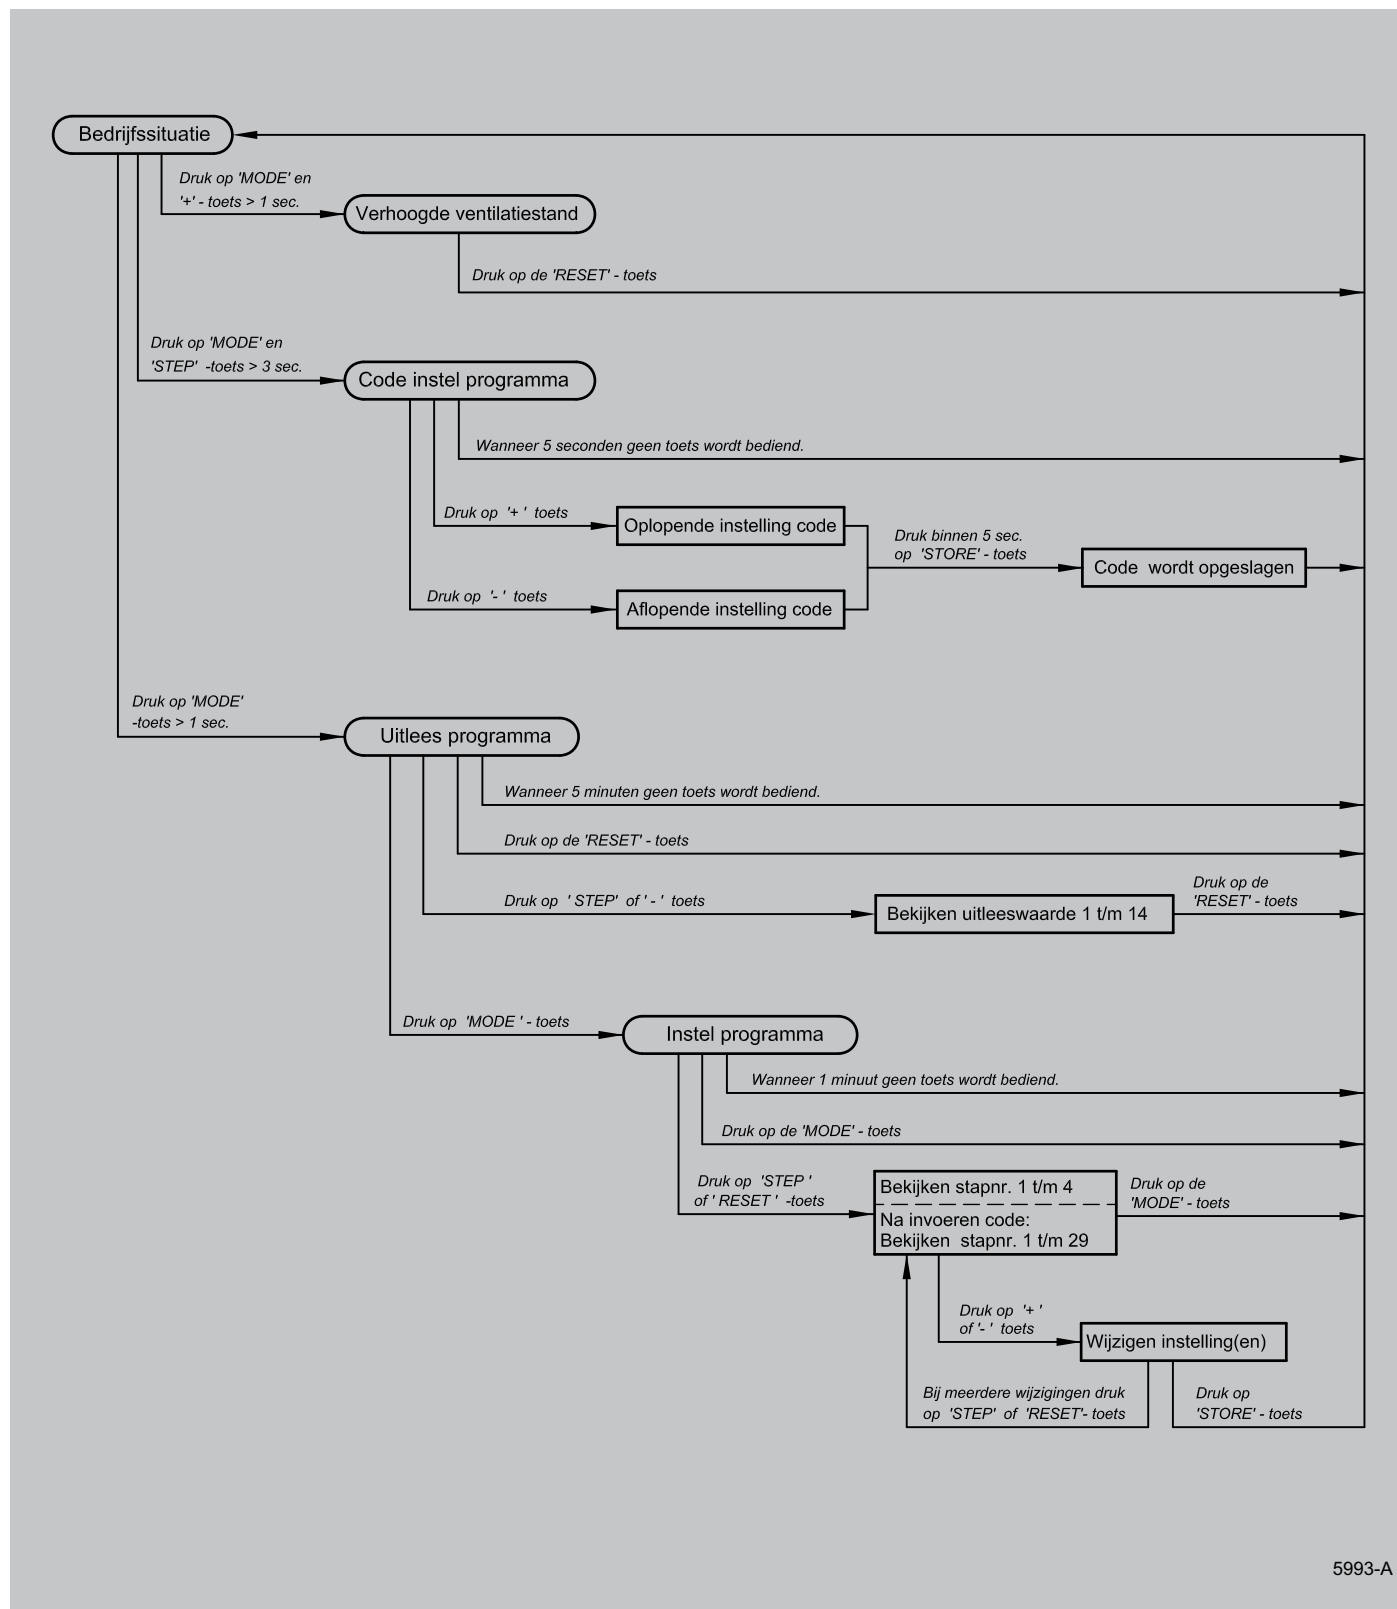 Bedrijfssituatie
Druk op 'MODE' en
'+' - toets > 1 sec.
Verhoogde ventilatiestand
Druk op de 'RESET' - toets
Druk op 'MODE' en
'STEP' -toets > 3 sec.
Code instel programma
Wanneer 5 seconden geen toets wordt bediend.
Druk op '+ ' toets
Oplopende instelling code
Druk binnen 5 sec.
op 'STORE' - toets
Code wordt opgeslagen
Druk op '- ' toets
Aflopende instelling code
Druk op 'MODE'
-toets > 1 sec.
Uitlees programma
Wanneer 5 minuten geen toets wordt bediend.
Druk op de 'RESET' - toets
Druk op ' STEP' of ' - ' toets
Bekijken uitleeswaarde 1 t/m 14
Druk op de
'RESET' - toets
Druk op 'MODE ' - toets
Instel programma
Wanneer 1 minuut geen toets wordt bediend.
Druk op de 'MODE' - toets
Druk op 'STEP '
of ' RESET ' -toets
Bekijken stapnr. 1 t/m 4
Na invoeren code:
Bekijken stapnr. 1 t/m 29
Druk op de
'MODE' - toets
Druk op '+ '
of '- ' toets
Wijzigen instelling(en)
Bij meerdere wijzigingen druk
op 'STEP' of 'RESET'- toets
Druk op
'STORE' - toets
5993-A